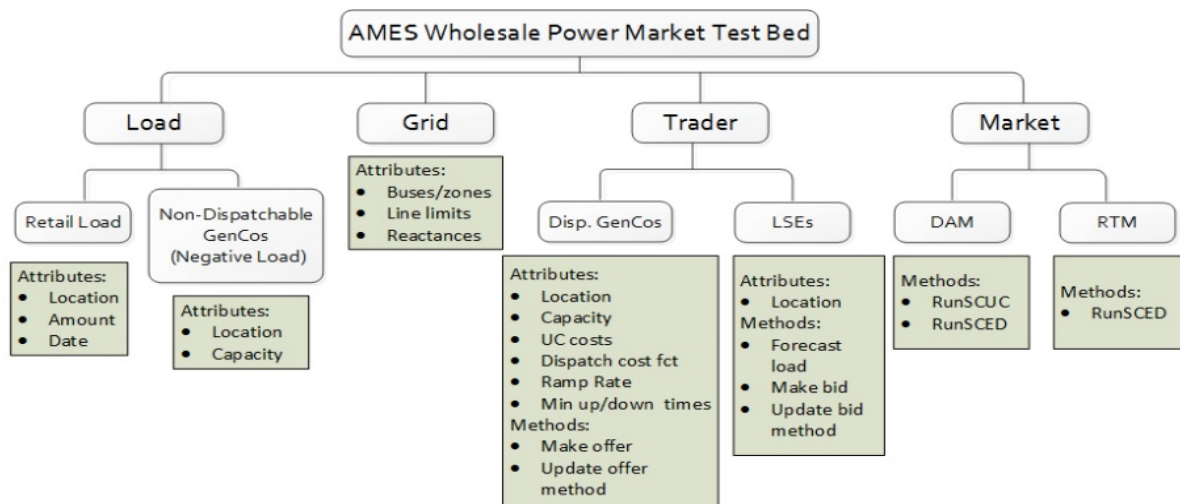 AMES Wholesale Power Market Test Bed
Load
Grid
Trader
Market
Retail Load
Non-Dispatchable
GenCos
(Negative Load)
Attributes:
• Buses/zones
• Line limits
• Reactances
Disp. GenCos
LSEs
DAM
RTM
Attributes:
• Location
• Amount
• Date
Attributes:
• Location
• Capacity
Attributes:
• Location
• Capacity
• UC costs
• Dispatch cost fct
• Ramp Rate
• Min up/down times
Methods:
• Make offer
• Update offer
method
Attributes:
• Location
Methods:
• Forecast
load
• Make bid
• Update bid
method
Methods:
• RunSCUC
• RunSCED
Methods:
• RunSCED